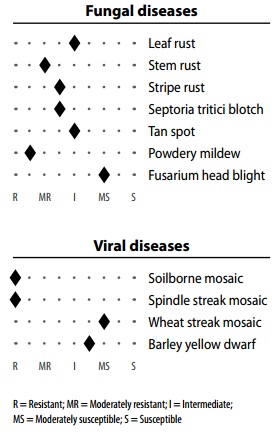 Fungal diseases
Leaf rust
Stem rust
Stripe rust
Septoria tritici blotch
Tan spot
Powdery mildew
Fusarium head blight
R MR I MS S
Viral diseases
Soilborne mosaic
Spindle streak mosaic
Wheat streak mosaic
Barley yellow dwarf
R MR I MS S
R = Resistant; MR = Moderately resistant; I = Intermediate;
MS = Moderately susceptible; S = Susceptible